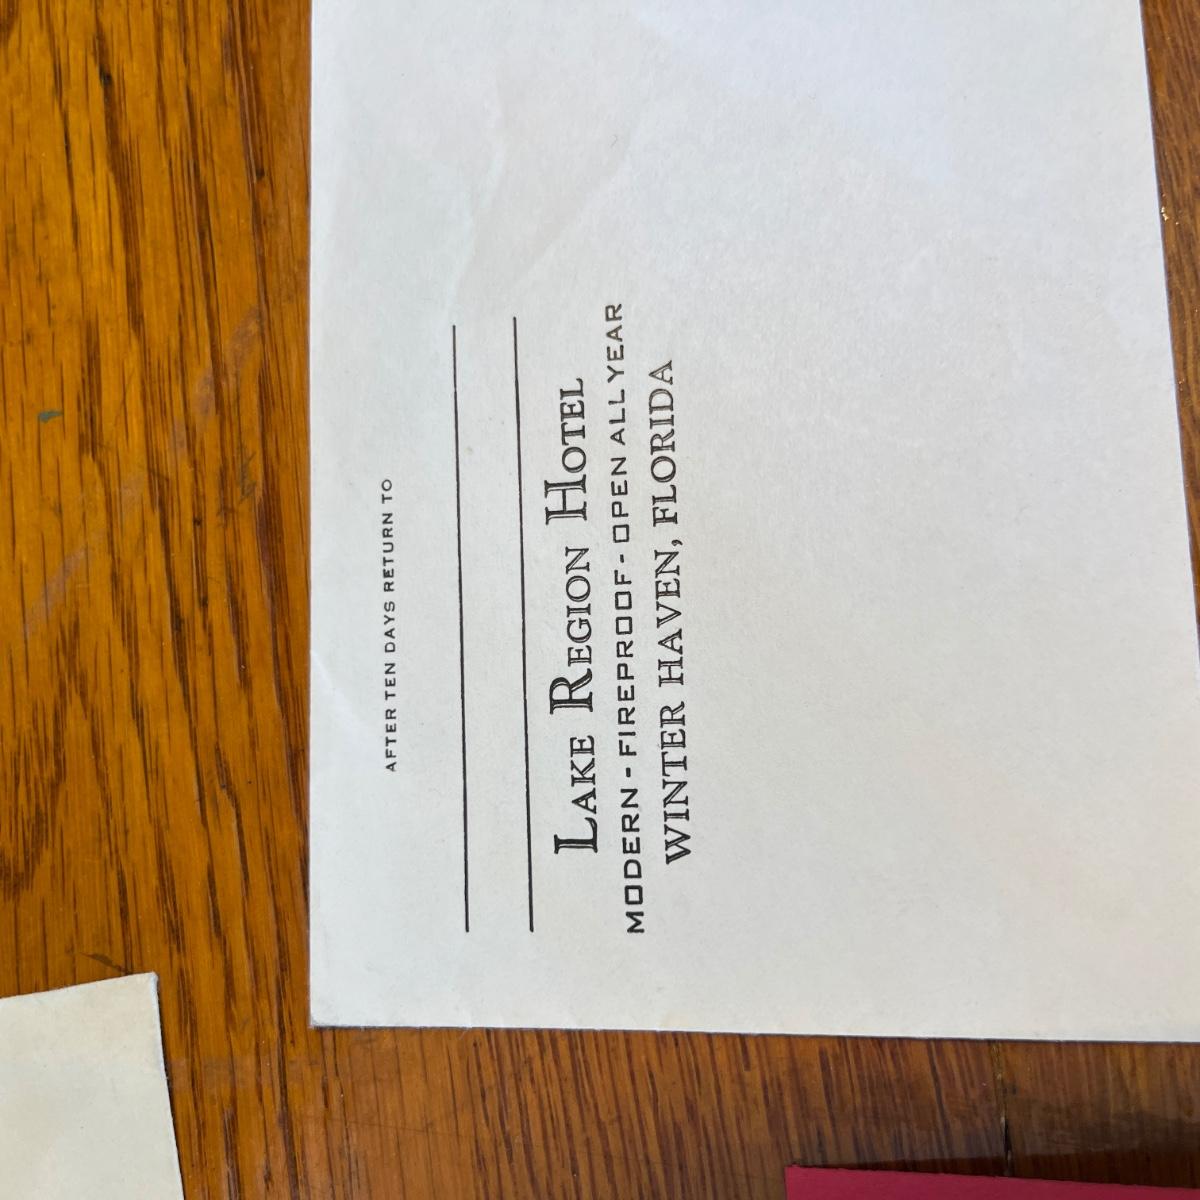 AFTER TEN DAYS RETURN TO
LAKE REGION HOTEL
MODERN - FIREPROOF - OPEN ALL YEAR
WINTER HAVEN, FLORIDA